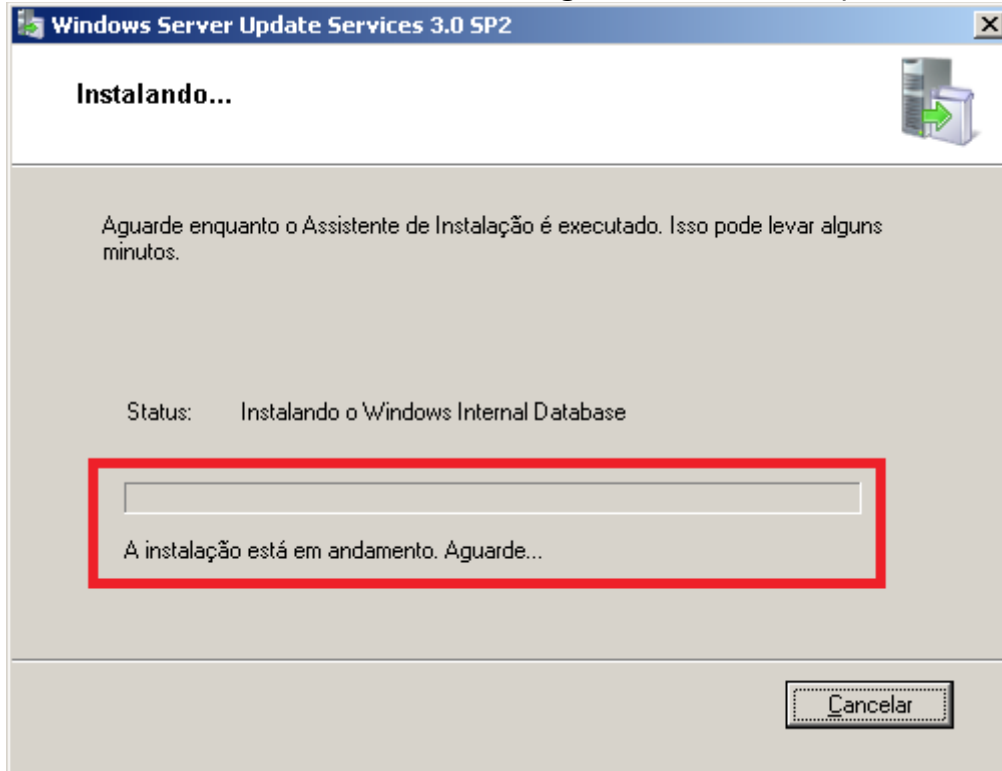 Windows Server Update Services 3.0 SP2
Instalando...
Aguarde enquanto o Assistente de Instalação é executado. Isso pode levar alguns
minutos.
Status: Instalando o Windows Internal Database
A instalação está em andamento. Aguarde...
Cancelar